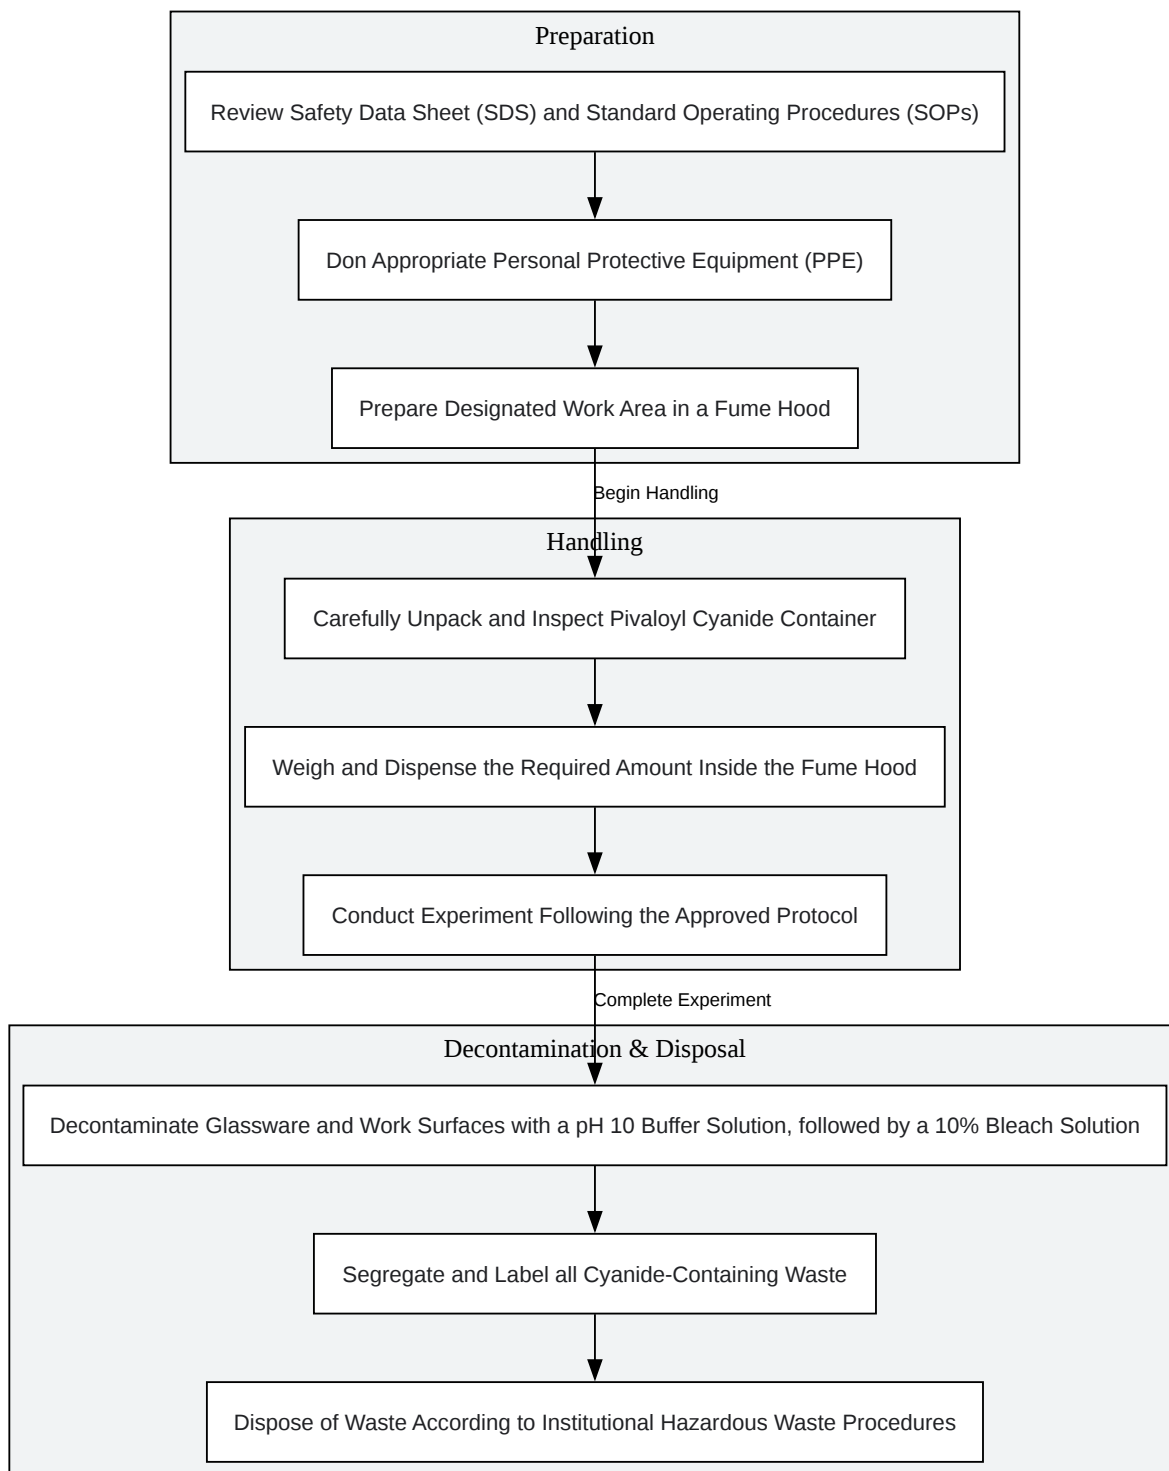 Preparation
Review Safety Data Sheet (SDS) and Standard Operating Procedures (SOPs)
Don Appropriate Personal Protective Equipment (PPE)
Prepare Designated Work Area in a Fume Hood
Begin Handling
Handling
Carefully Unpack and Inspect Pivaloyl Cyanide Container
Weigh and Dispense the Required Amount Inside the Fume Hood
Conduct Experiment Following the Approved Protocol
Complete Experiment
Decontamination & Disposal
Decontaminate Glassware and Work Surfaces with a pH 10 Buffer Solution, followed by a 10% Bleach Solution
Segregate and Label all Cyanide-Containing Waste
Dispose of Waste According to Institutional Hazardous Waste Procedures